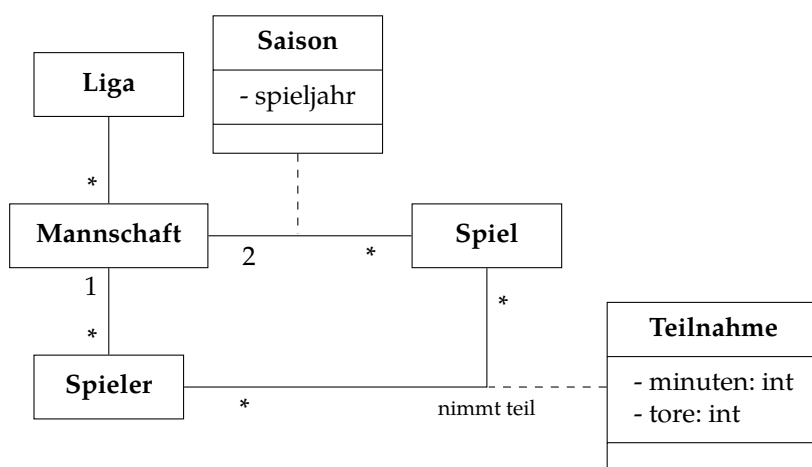 Saison
- spieljahr
Liga
*
Mannschaft
2
*
Spiel
1
*
*
Spieler
*
nimmt teil
Teilnahme
- minuten: int
- tore: int